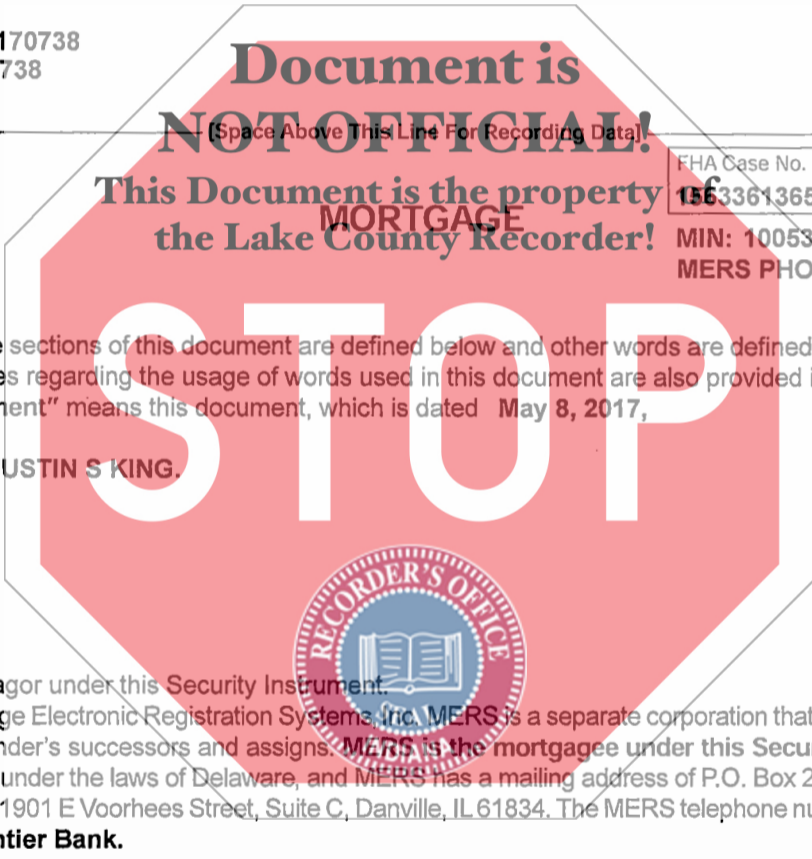 170738
738
Document is
NOT OFFICIAL!
[Space Above This Line For Recording Data]
This Document is the property of
the Lake County Recorder!
FHA Case No.
1563361365
MORTGAGE
MIN: 10053
MERS PHO
STOP
sections of this document are defined below and other words are defined
es regarding the usage of words used in this document are also provided
ent” means this document, which is dated May 8, 2017,
USTIN S KING.
RECORDER'S OFFICE
agor under this Security Instrument.
ge Electronic Registration Systems, Inc. MERS is a separate corporation that
nder's successors and assigns. MERS is the mortgagee under this Secu
under the laws of Delaware, and MERS has a mailing address of P.O. Box 2
1901 E Voorhees Street, Suite C, Danville, IL 61834. The MERS telephone nu
ntier Bank.